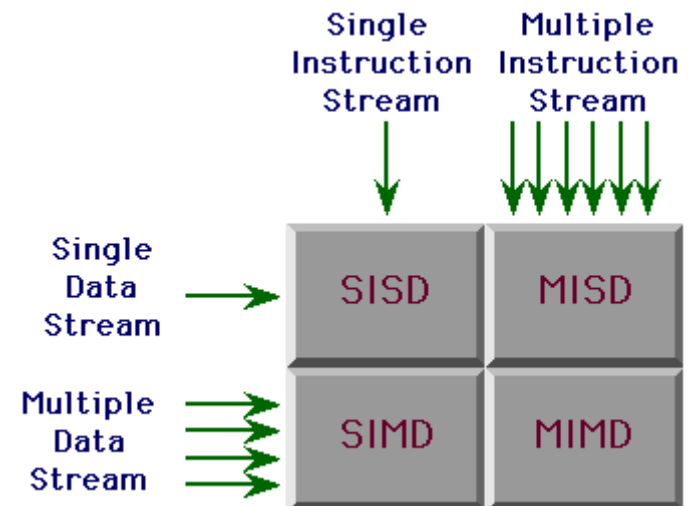 Single
Instruction
Stream
Multiple
Instruction
Stream
Single
Data
Stream
SISD
MISD
Multiple
Data
Stream
SIMD
MIMD